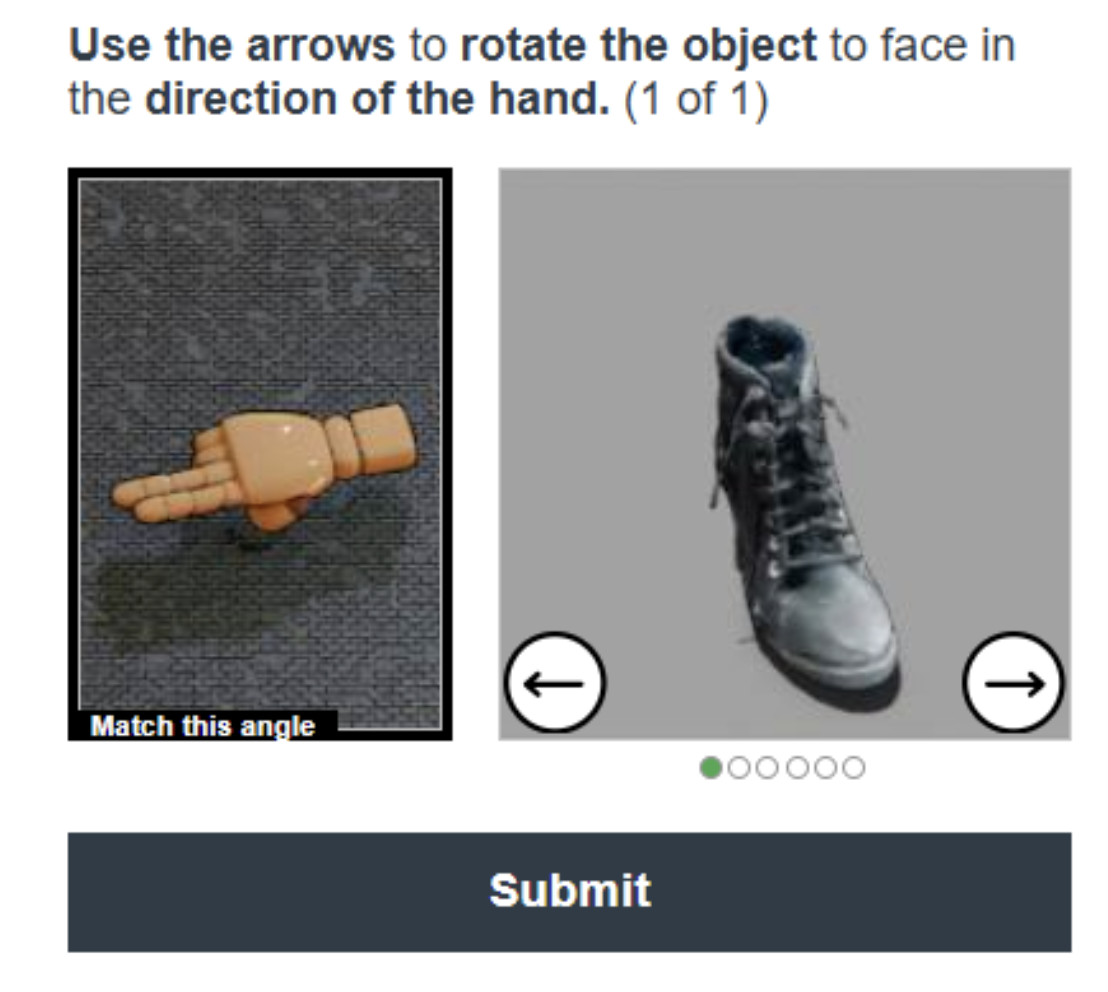 Use the arrows to rotate the object to face in
the direction of the hand. (1 of 1)
Match this angle
Submit